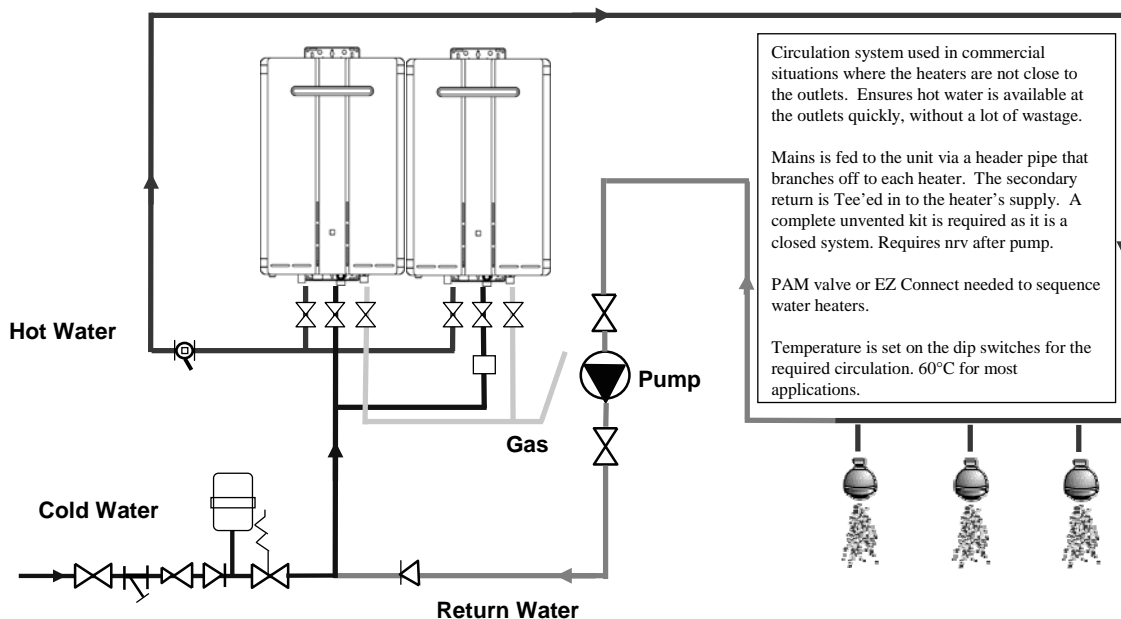 Circulation system used in commercial
situations where the heaters are not close to
the outlets.  Ensures hot water is available at
the outlets quickly, without a lot of wastage.
Mains is fed to the unit via a header pipe that
branches off to each heater.  The secondary
return is Tee'ed in to the heater's supply.  A
complete unvented kit is required as it is a
closed system. Requires nrv after pump.
PAM valve or EZ Connect needed to sequence
water heaters.
Temperature is set on the dip switches for the
required circulation. 60°C for most
applications.
Hot Water
Pump
Gas
Cold Water
Return Water